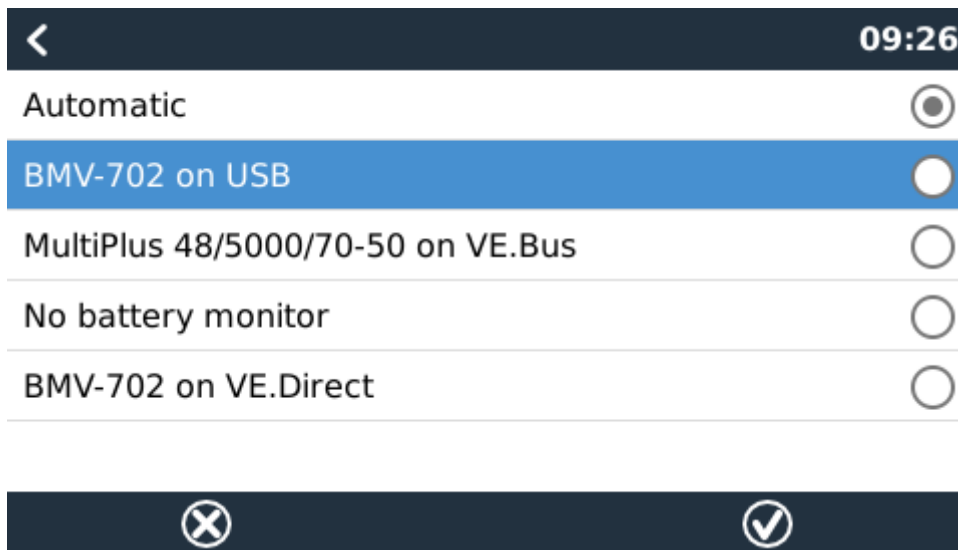 09:26
Automatic
BMV-702 on USB
MultiPlus 48/5000/70-50 on VE.Bus
No battery monitor
BMV-702 on VE.Direct